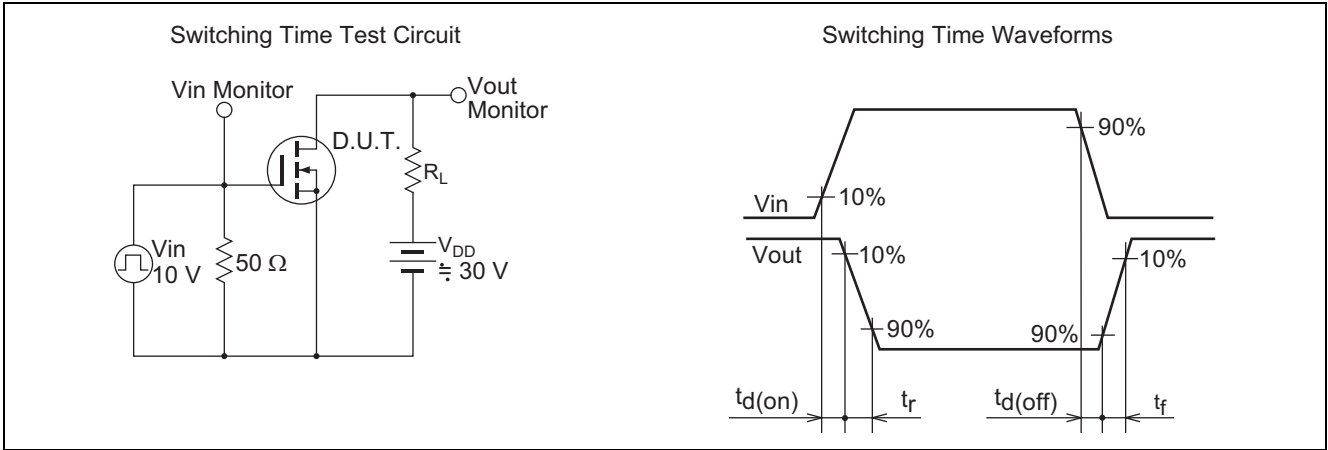 Switching Time Test Circuit
Vin Monitor
Vout
Monitor
D.U.T.
RL
Vin
10 V
50 Ω
VDD
≒ 30 V
Switching Time Waveforms
Vin
10%
90%
Vout
10%
90%
90%
10%
td(on)
tr
td(off)
tf